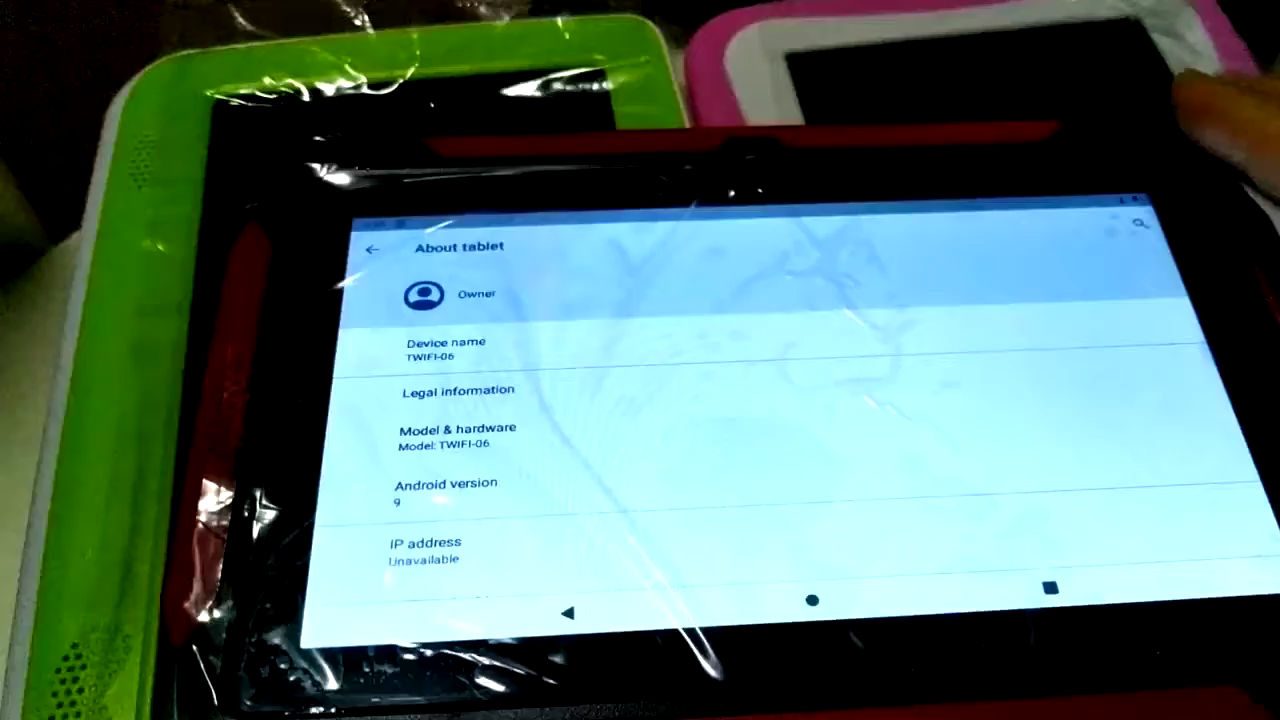 About tablet
Owner
Device name
TWIFI-06
Legal information
Model & hardware
Model: TWIFI-06
Android version
9
IP address
Unavailable